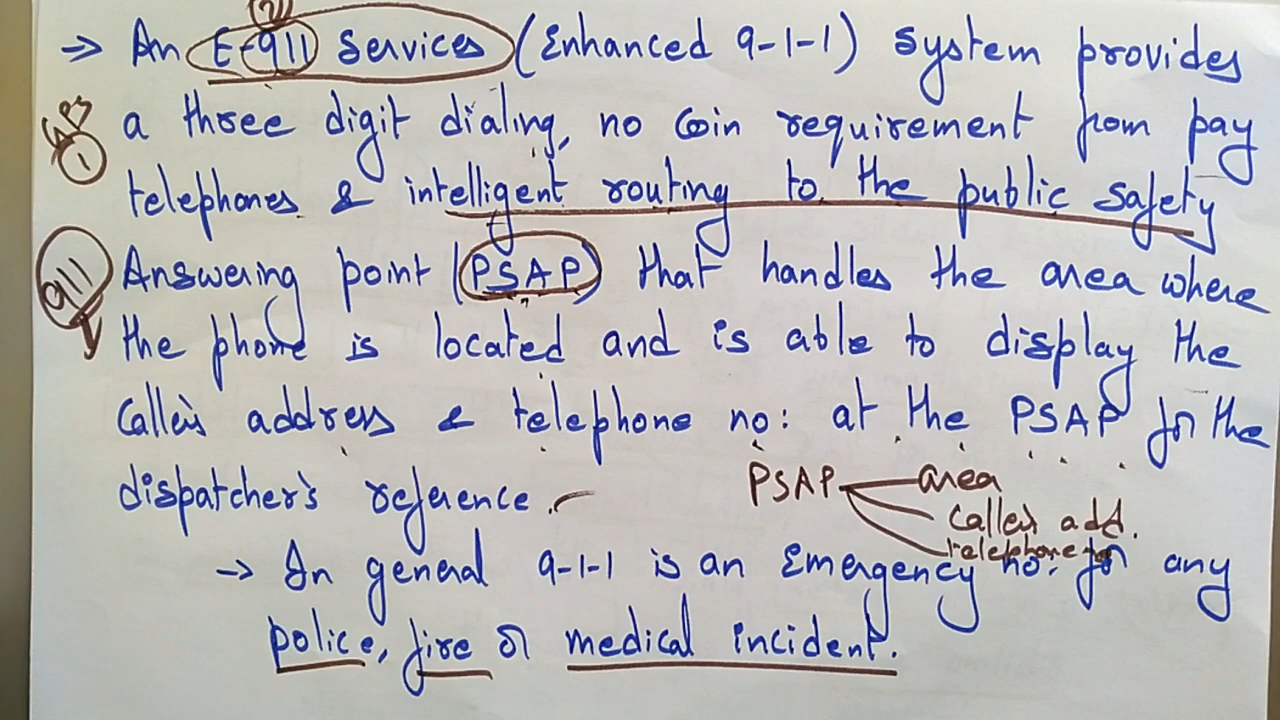 → An E-911 Services (Enhanced 9-1-1) system provides
a three digit dialing, no coin requirement from pay
telephones & intelligent routing to the public safety
Answering point (PSAP) that handles the area where
the phone is located and is able to display the
Caller's address & telephone no: at the PSAP for the
dispatcher's reference.
PSAP area
Caller's add.
telephone no
→ In general 9-1-1 is an Emergency no: for any
police, fire or medical incident.
1
911